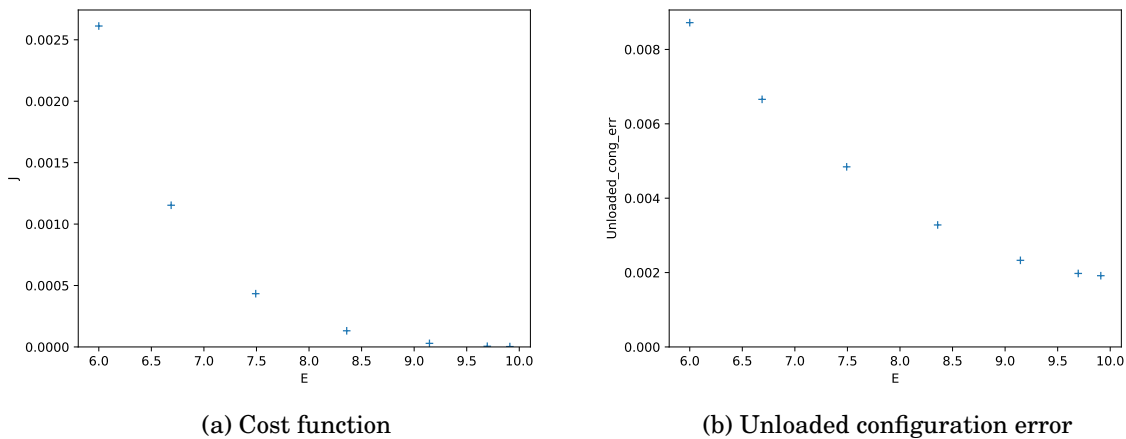 0.0025
0.0020
0.0015
0.0010
0.0005
0.0000
J
6.0 6.5 7.0 7.5 8.0 8.5 9.0 9.5 10.0
E
(a) Cost function
0.008
0.006
0.004
0.002
0.000
Unloaded_cong_err
6.0 6.5 7.0 7.5 8.0 8.5 9.0 9.5 10.0
E
(b) Unloaded configuration error